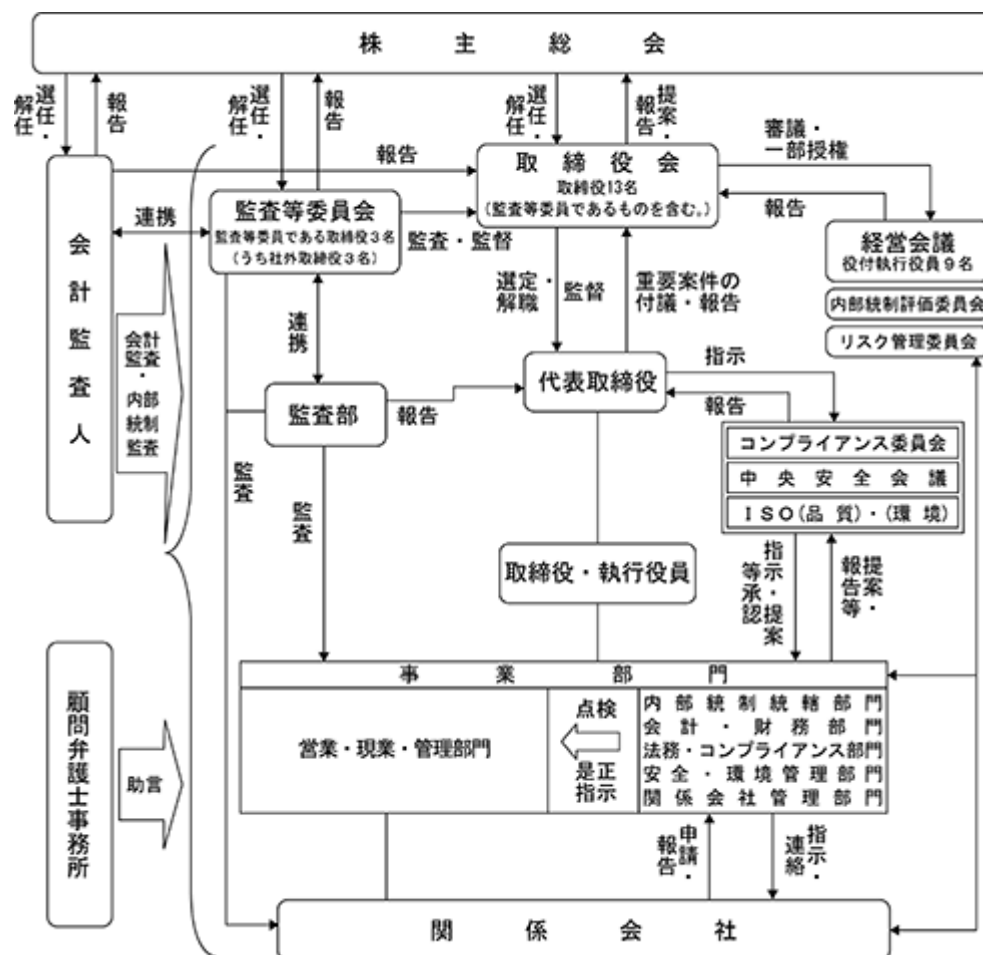 株主総会
選任・
解任
報告
選任・
解任
報告
選任・
解任
提案・
報告
審議・
一部授権
報告
取締役会
取締役13名
(監査等委員であるものを含む。)
報告
連携
監査等委員会
監査等委員である取締役3名
(うち社外取締役3名)
監査・監督
経営会議
役付執行役員9名
内部統制評価委員会
リスク管理委員会
会計監査人
会計
監査
・
内部
統制
監査
連携
選定・
解職
監督
重要案件の
付議・報告
代表取締役
指示
報告
監査部
報告
コンプライアンス委員会
中央安全会議
ISO(品質)・(環境)
監査
監査
取締役・執行役員
指示・提案
等承認
提案・
報告等
事業部門
営業・現業・管理部門
点検
是正
指示
内部統制統轄部門
会計・財務部門
法務・コンプライアンス部門
安全・環境管理部門
関係会社管理部門
顧問弁護士事務所
助言
申請・
報告
指示・
連絡
関係会社